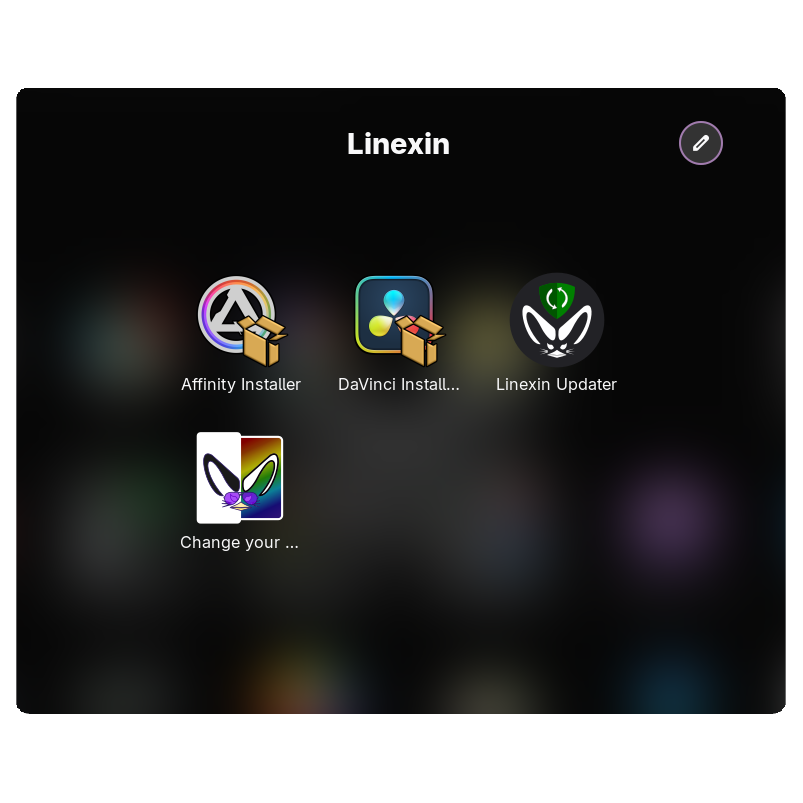 Linexin
Affinity Installer
DaVinci Install...
Linexin Updater
Change your ...